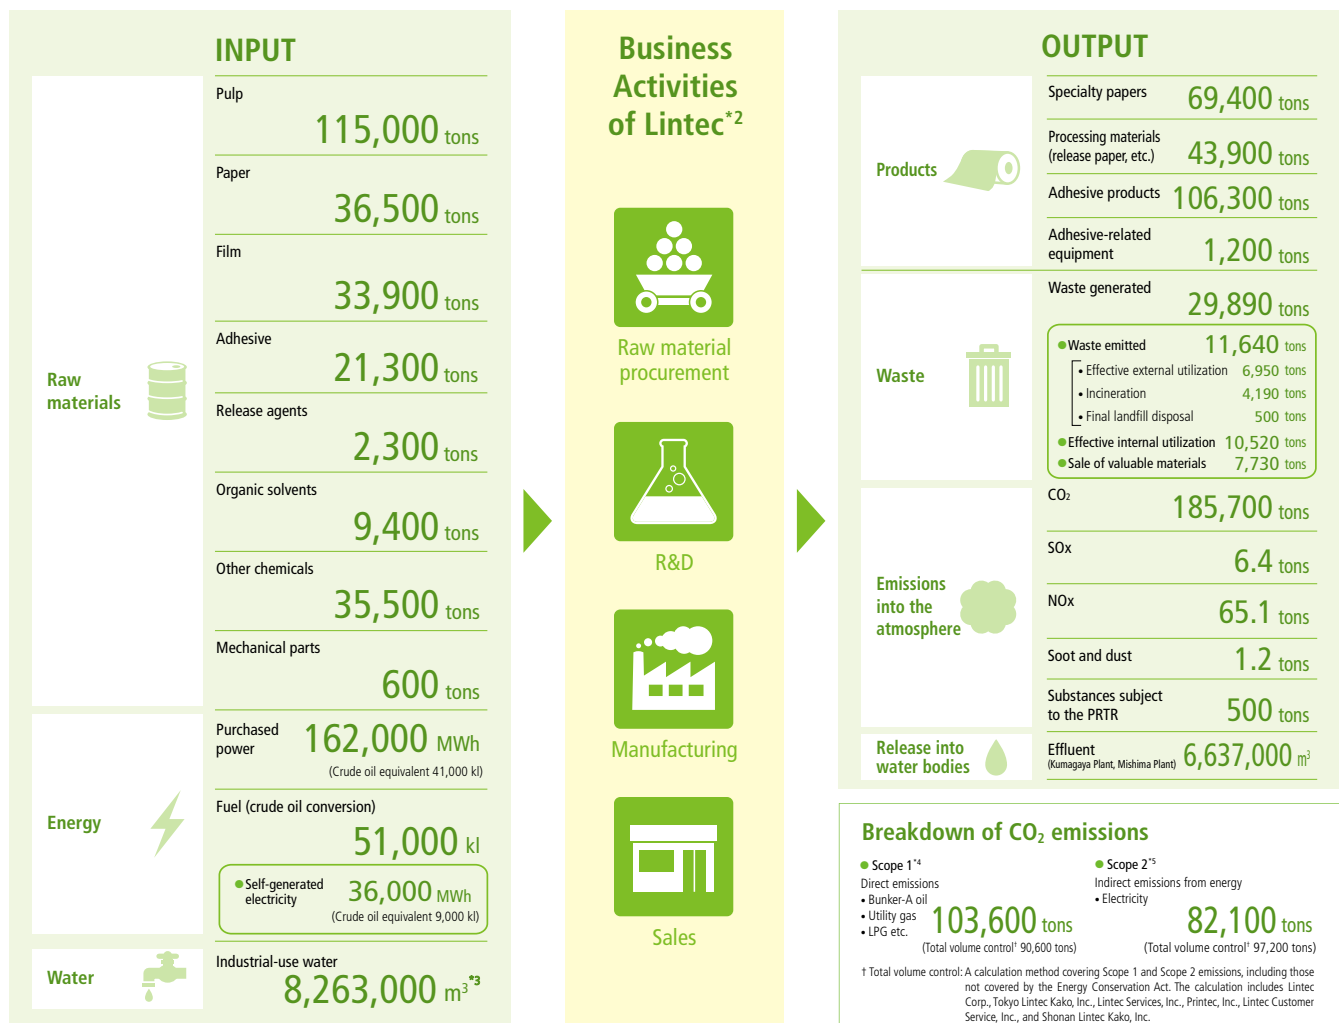 INPUT
Raw
materials
Pulp
115,000 tons
Paper
36,500 tons
Film
33,900 tons
Adhesive
21,300 tons
Release agents
2,300 tons
Organic solvents
9,400 tons
Other chemicals
35,500 tons
Mechanical parts
600 tons
Energy
Purchased
power
162,000 MWh
(Crude oil equivalent 41,000 kl)
Fuel (crude oil conversion)
51,000 kl
●Self-generated
electricity
36,000 MWh
(Crude oil equivalent 9,000 kl)
Water
Industrial-use water
8,263,000 m³*³
Business
Activities
of Lintec*²
Raw material
procurement
R&D
Manufacturing
Sales
OUTPUT
Products
Specialty papers 69,400 tons
Processing materials
(release paper, etc.) 43,900 tons
Adhesive products 106,300 tons
Adhesive-related
equipment 1,200 tons
Waste
Waste generated
29,890 tons
●Waste emitted 11,640 tons
• Effective external utilization 6,950 tons
• Incineration 4,190 tons
• Final landfill disposal 500 tons
●Effective internal utilization 10,520 tons
●Sale of valuable materials 7,730 tons
Emissions
into the
atmosphere
CO₂
185,700 tons
SOx
6.4 tons
NOx
65.1 tons
Soot and dust 1.2 tons
Substances subject
to the PRTR 500 tons
Release into
water bodies
Effluent
(Kumagaya Plant, Mishima Plant) 6,637,000 m³
Breakdown of CO₂ emissions
● Scope 1*⁴
Direct emissions
• Bunker-A oil
• Utility gas
• LPG etc.
103,600 tons
(Total volume control† 90,600 tons)
● Scope 2*⁵
Indirect emissions from energy
• Electricity
82,100 tons
(Total volume control† 97,200 tons)
† Total volume control: A calculation method covering Scope 1 and Scope 2 emissions, including those
not covered by the Energy Conservation Act. The calculation includes Lintec
Corp., Tokyo Lintec Kako, Inc., Lintec Services, Inc., Printec, Inc., Lintec Customer
Service, Inc., and Shonan Lintec Kako, Inc.